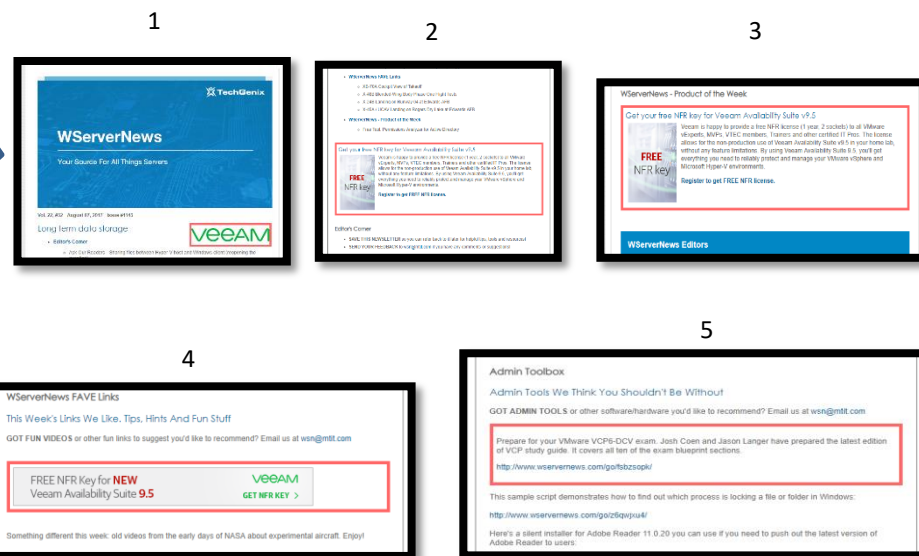 1
2
3
TechGenix
WServerNews
Your Source For All Things Servers
Vol. 22, #32 August 07, 2017 Issue #1145
Long term data storage
VeeAM
Editor's Corner
WServerNews FAVE Links
WServerNews - Product of the Week
Get your free NFR key for Veeam Availability Suite v9.5
FREE
NFR key
Register to get FREE NFR license.
Editor's Corner
WServerNews - Product of the Week
Get your free NFR key for Veeam Availability Suite v9.5
Veeam is happy to provide a free NFR license (1 year, 2 sockets) to all VMware
vExperts, MVPs, VTEC members, Trainers and other certified IT Pros. The license
allows for the non-production use of Veeam Availability Suite v9.5 in your home lab,
without any feature limitations. By using Veeam Availability Suite 9.5, you'll get
everything you need to reliably protect and manage your VMware vSphere and
Microsoft Hyper-V environments.
FREE
NFR key
Register to get FREE NFR license.
WServerNews Editors
4
5
WServerNews FAVE Links
This Week's Links We Like. Tips, Hints And Fun Stuff
GOT FUN VIDEOS or other fun links to suggest you'd like to recommend? Email us at wsn@mtit.com
FREE NFR Key for NEW
Veeam Availability Suite 9.5
VeeAM
GET NFR KEY >
Something different this week: old videos from the early days of NASA about experimental aircraft. Enjoy!
Admin Toolbox
Admin Tools We Think You Shouldn't Be Without
GOT ADMIN TOOLS or other software/hardware you'd like to recommend? Email us at wsn@mtit.com
Prepare for your VMware VCP6-DCV exam. Josh Coen and Jason Langer have prepared the latest edition
of VCP study guide. It covers all ten of the exam blueprint sections.
http://www.wservernews.com/go/fsbzsopk/
This sample script demonstrates how to find out which process is locking a file or folder in Windows:
http://www.wservernews.com/go/z6qwjxu4/
Here's a silent installer for Adobe Reader 11.0.20 you can use if you need to push out the latest version of
Adobe Reader to users: